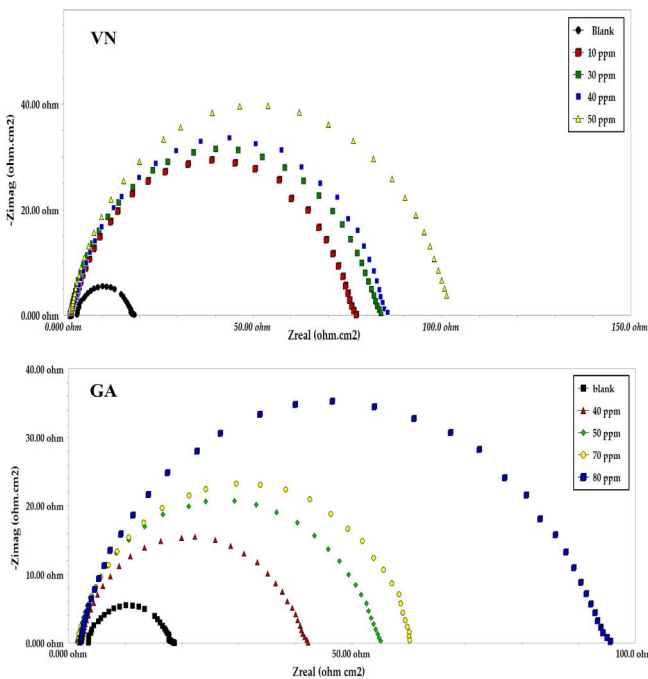 VN
Blank
10 ppm
30 ppm
40 ppm
50 ppm
-Zimag (ohm.cm2)
40.00 ohm
20.00 ohm
0.000 ohm
0.000 ohm
50.00 ohm
100.0 ohm
150.0 ohm
Zreal (ohm.cm2)
GA
blank
40 ppm
50 ppm
70 ppm
80 ppm
-Zimag (ohm.cm2)
40.00 ohm
30.00 ohm
20.00 ohm
10.00 ohm
0.000 ohm
0.000 ohm
50.00 ohm
100.0 ohm
Zreal (ohm cm2)